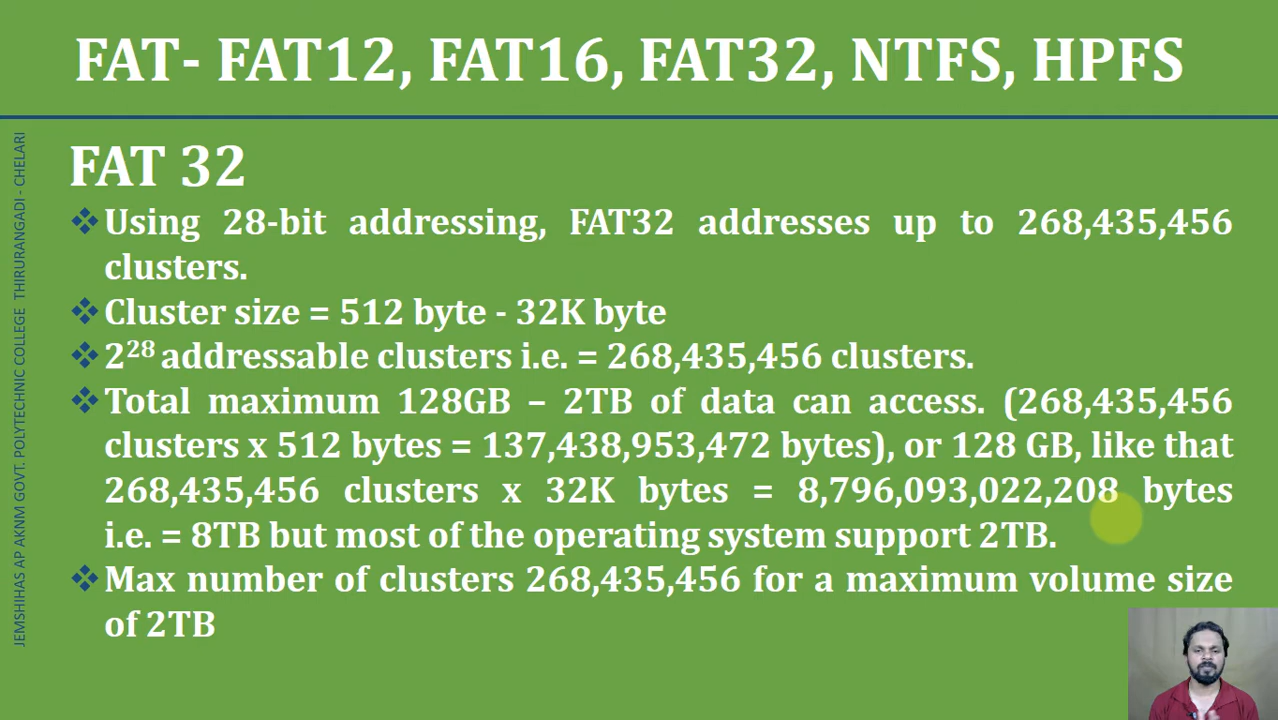 FAT- FAT12, FAT16, FAT32, NTFS, HPFS
JEMSHIHAS AP AKNM GOVT. POLYTECHNIC COLLEGE THIRURANGADI - CHELARI
FAT 32
❖Using 28-bit addressing, FAT32 addresses up to 268,435,456
clusters.
❖Cluster size = 512 byte - 32K byte
❖2²⁸ addressable clusters i.e. = 268,435,456 clusters.
❖Total maximum 128GB – 2TB of data can access. (268,435,456
clusters x 512 bytes = 137,438,953,472 bytes), or 128 GB, like that
268,435,456 clusters x 32K bytes = 8,796,093,022,208 bytes
i.e. = 8TB but most of the operating system support 2TB.
❖Max number of clusters 268,435,456 for a maximum volume size
of 2TB